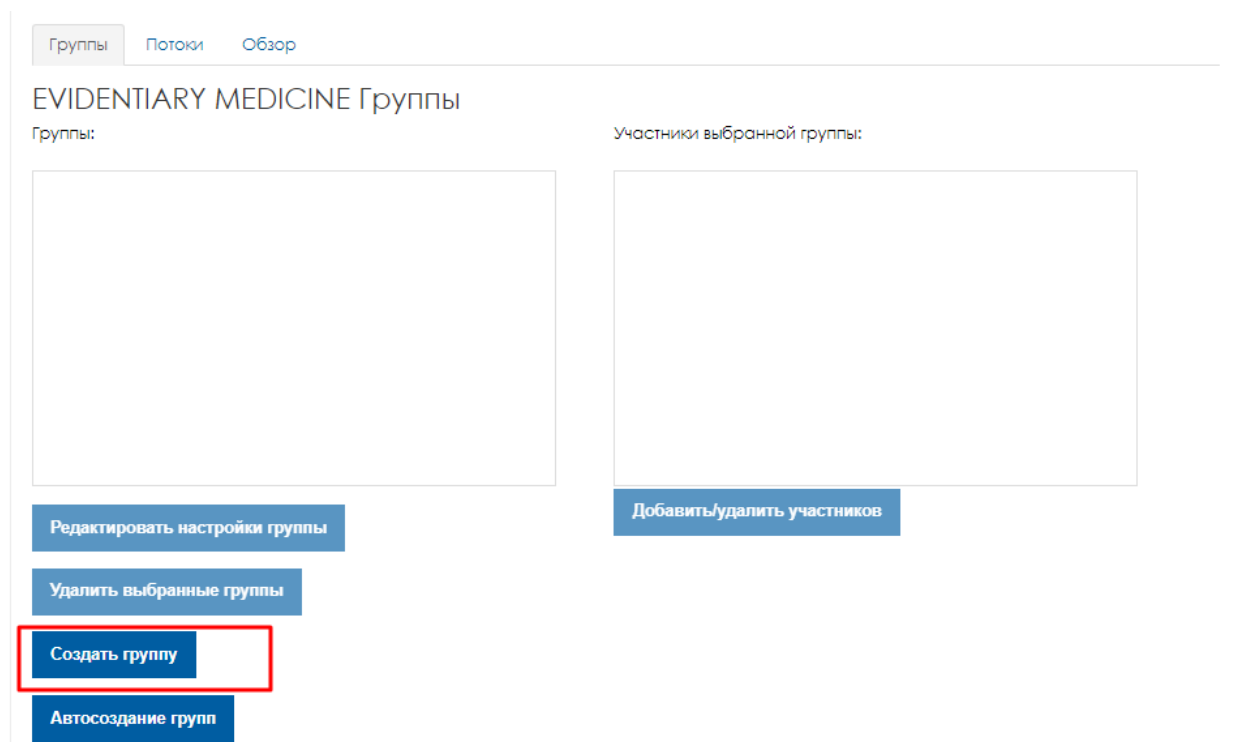 Группы Потоки Обзор
EVIDENTIARY MEDICINE Группы
Группы: Участники выбранной группы:
Редактировать настройки группы Добавить/удалить участников
Удалить выбранные группы
Создать группу
Автосоздание групп